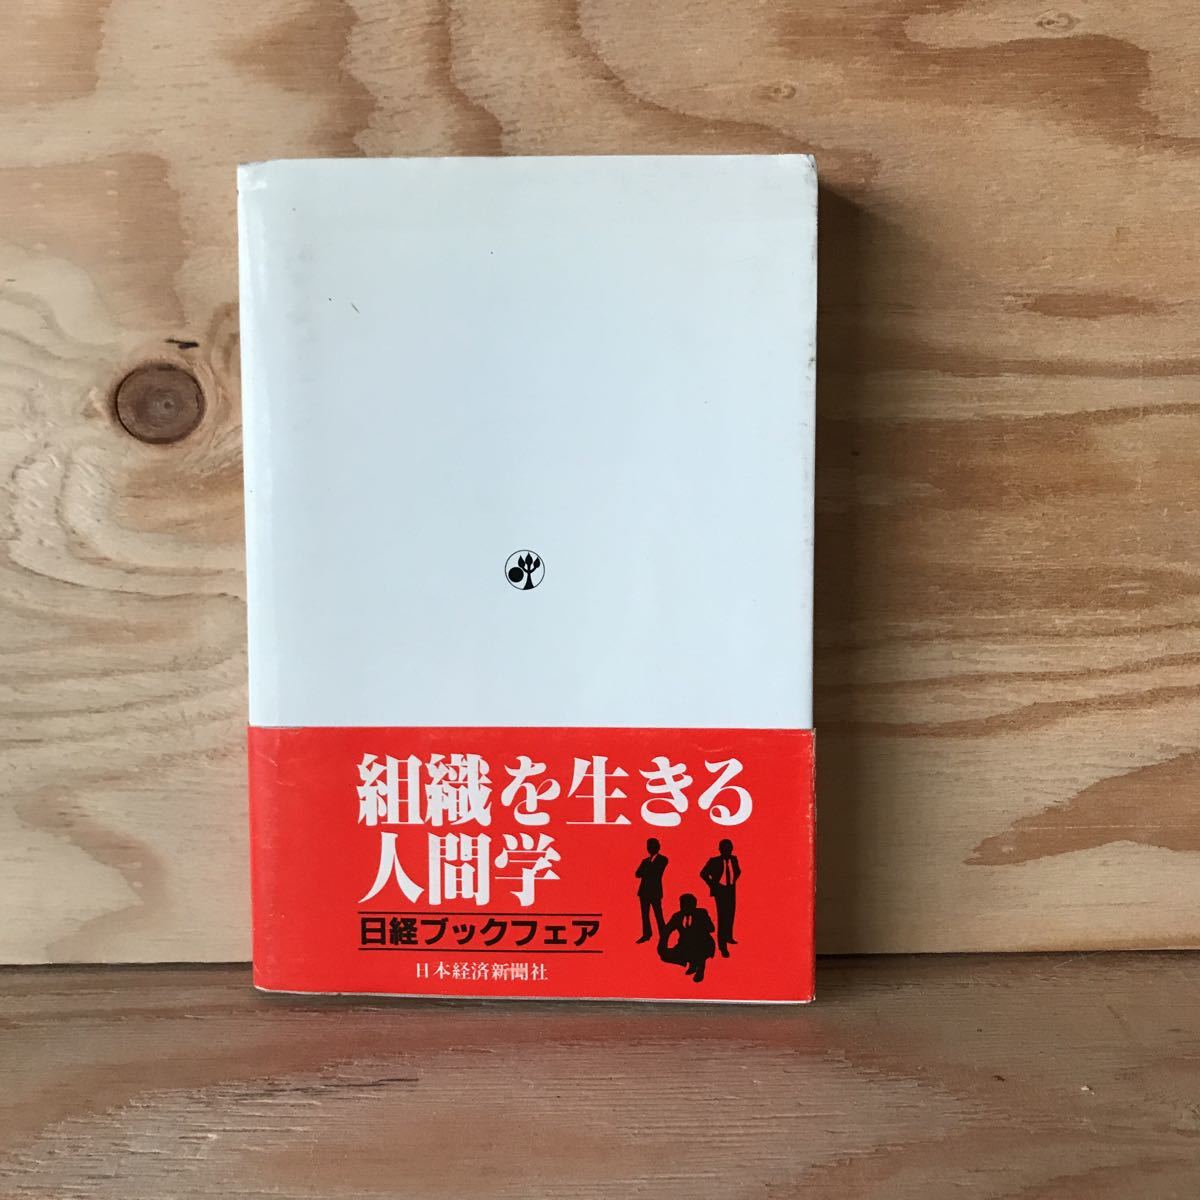 組織を生きる
人間学
日経ブックフェア
日本経済新聞社